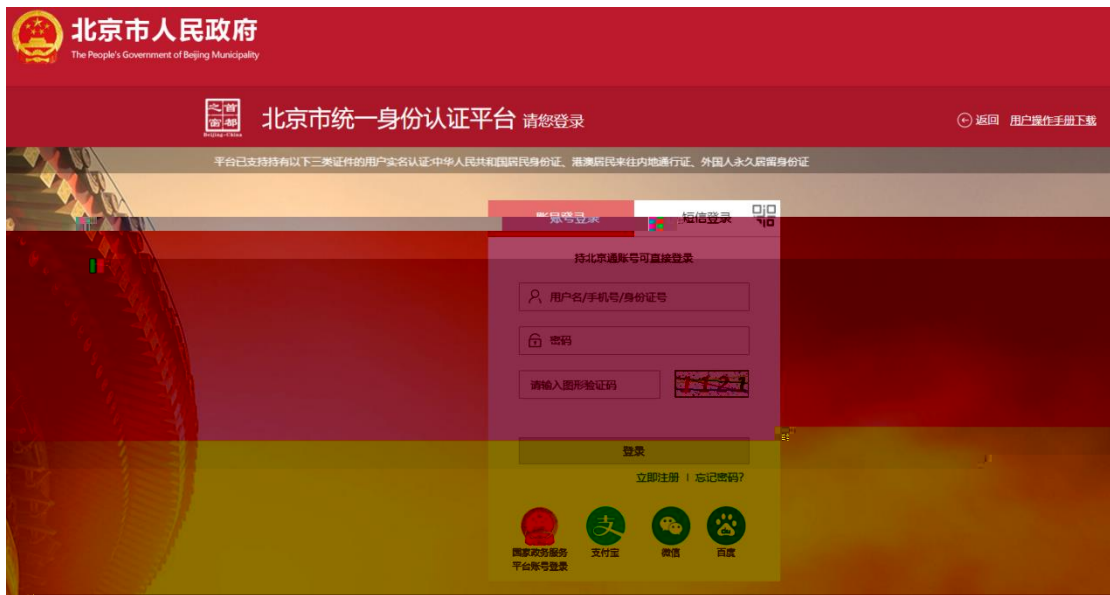 北京市人民政府
The People's Government of Beijing Municipality
之首窗都
Beijing-China
北京市统一身份认证平台 请您登录
返回 用户操作手册下载
平台已支持持有以下三类证件的用户实名认证:中华人民共和国居民身份证、港澳居民来往内地通行证、外国人永久居留身份证
短信登录
持北京通账号可直接登录
用户名/手机号/身份证号
密码
请输入图形验证码
登录
立即注册 | 忘记密码?
国家政务服务 支付宝 微信 百度
平台账号登录